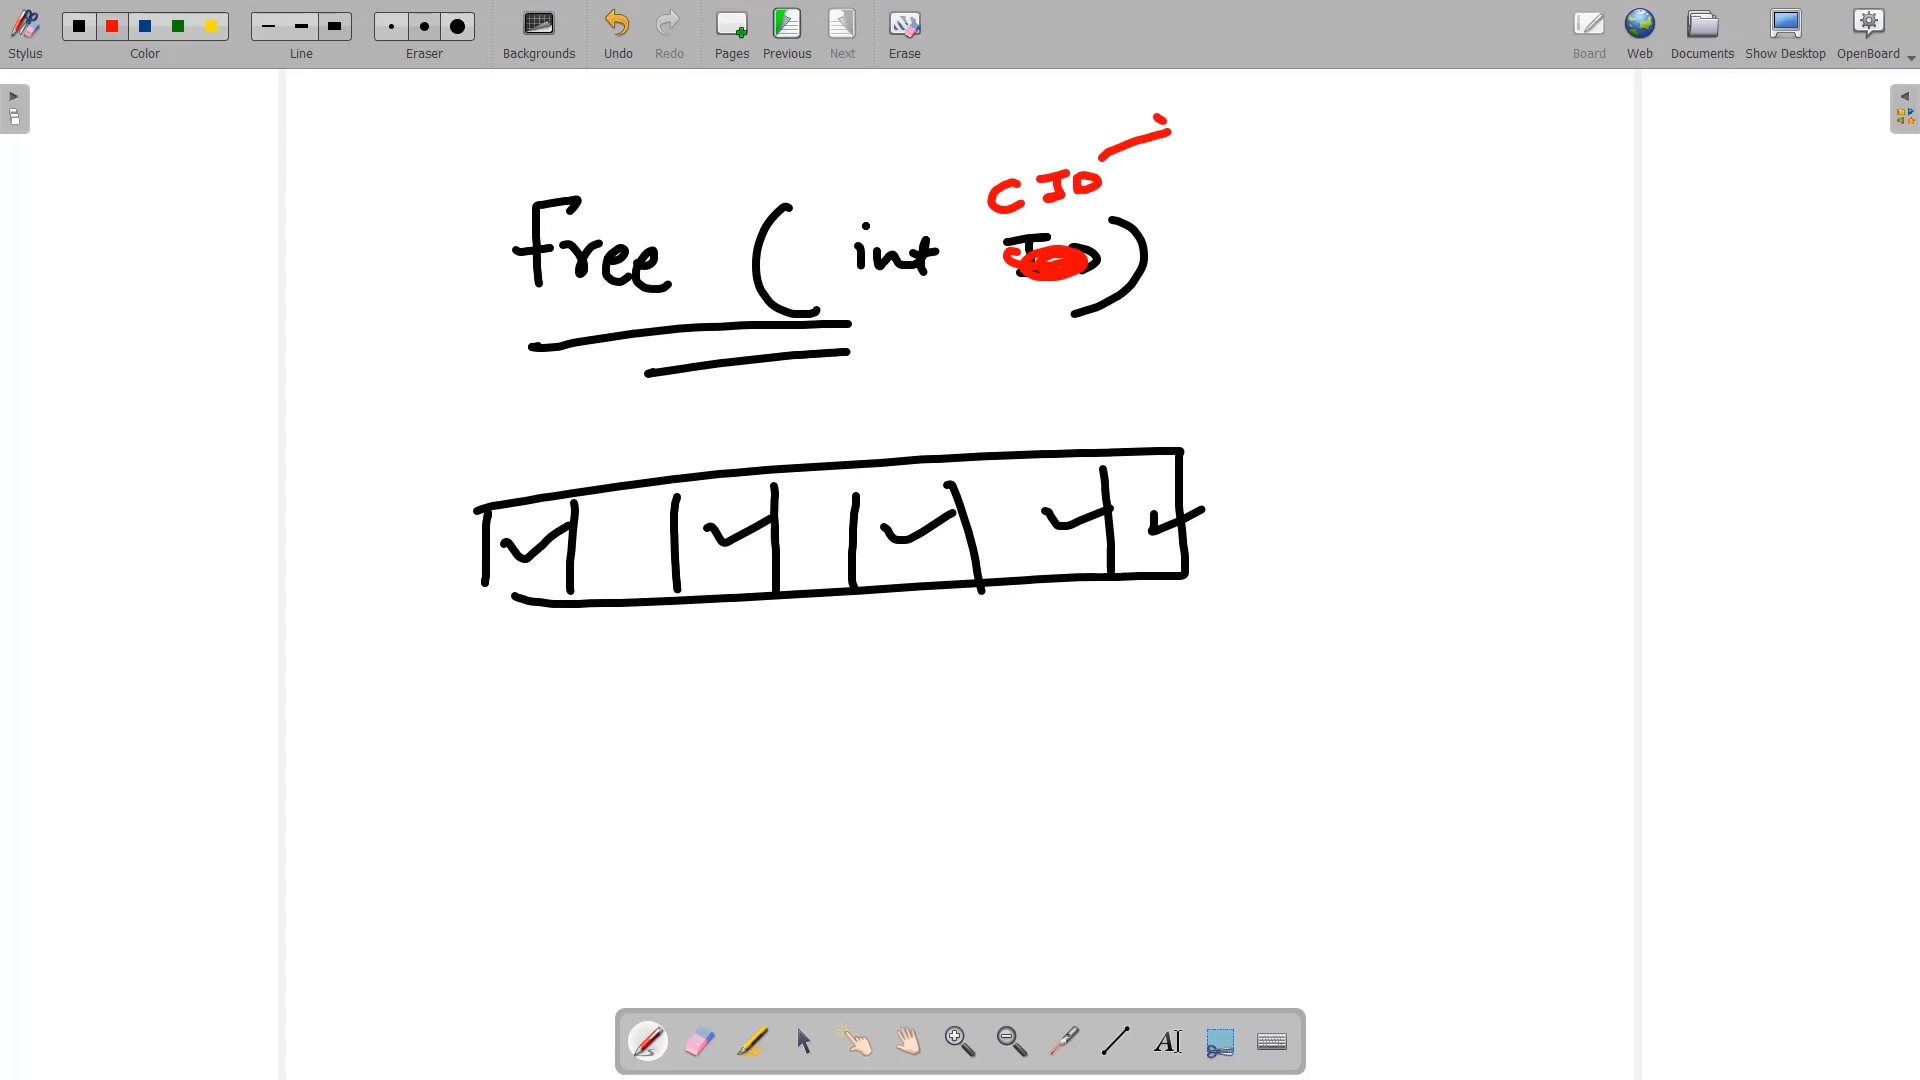 Stylus
Color
Line
Eraser
Backgrounds
Undo
Redo
Pages
Previous
Next
Erase
Board
Web
Documents
Show Desktop
OpenBoard
CID
free ( int )